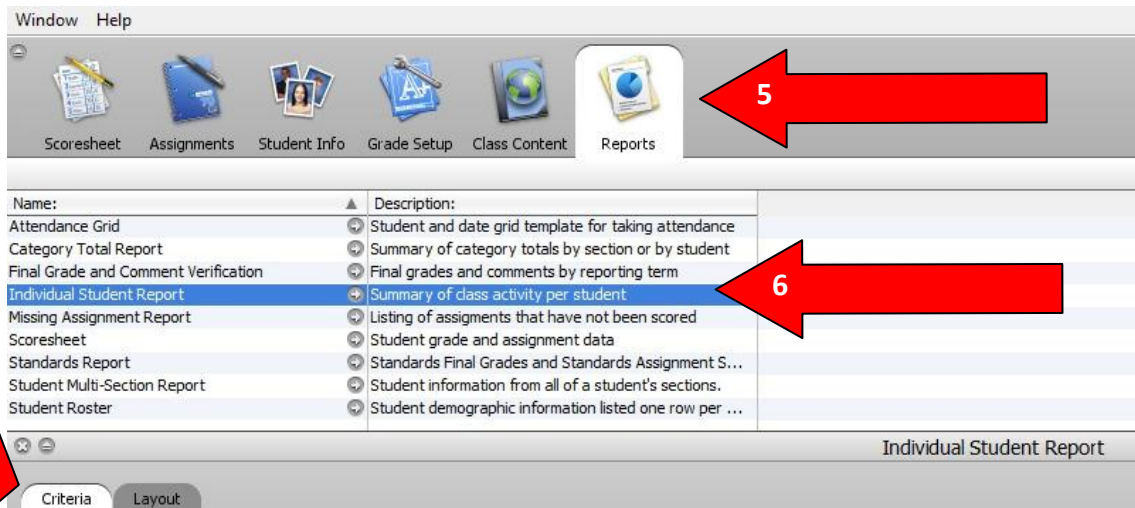 Window Help
5
Scoresheet Assignments Student Info Grade Setup Class Content Reports
Name: Description:
Attendance Grid Student and date grid template for taking attendance
Category Total Report Summary of category totals by section or by student
Final Grade and Comment Verification Final grades and comments by reporting term
Individual Student Report Summary of class activity per student
6
Missing Assignment Report Listing of assigments that have not been scored
Scoresheet Student grade and assignment data
Standards Report Standards Final Grades and Standards Assignment S...
Student Multi-Section Report Student information from all of a student's sections.
Student Roster Student demographic information listed one row per ...
Individual Student Report
Criteria Layout